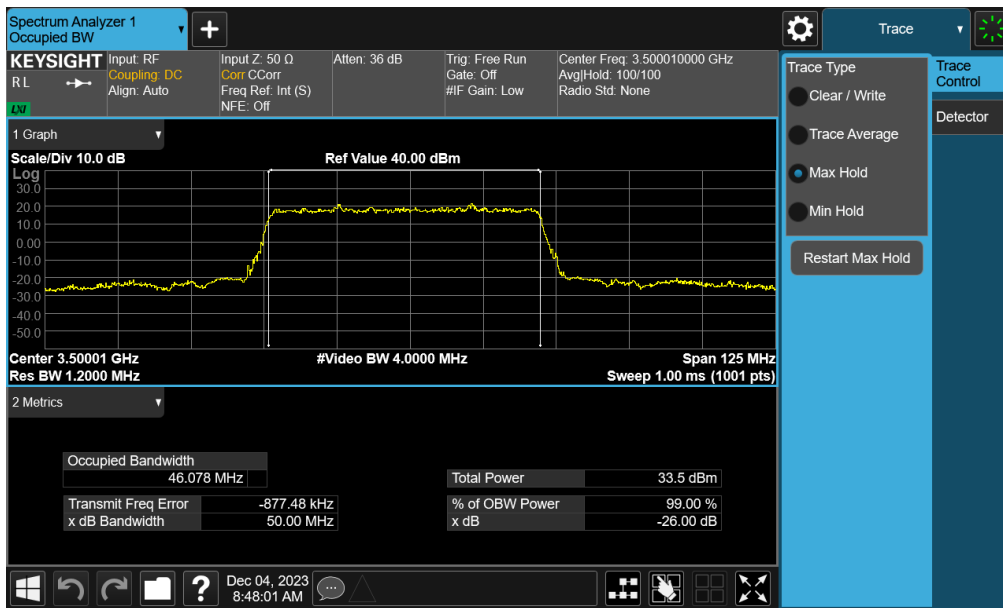 Spectrum Analyzer 1
Occupied BW
+
Trace
KEYSIGHT
R L
LXI
Input: RF
Coupling: DC
Align: Auto
Input Z: 50 Ω
Corr CCorr
Freq Ref: Int (S)
NFE: Off
Atten: 36 dB
Trig: Free Run
Gate: Off
#IF Gain: Low
Center Freq: 3.500010000 GHz
Avg|Hold: 100/100
Radio Std: None
Trace Type
Clear / Write
Trace Average
Max Hold
Min Hold
Restart Max Hold
Trace
Control
Detector
1 Graph
Scale/Div 10.0 dB
Ref Value 40.00 dBm
Log
30.0
20.0
10.0
0.00
-10.0
-20.0
-30.0
-40.0
-50.0
Center 3.50001 GHz
#Video BW 4.0000 MHz
Span 125 MHz
Res BW 1.2000 MHz
Sweep 1.00 ms (1001 pts)
2 Metrics
Occupied Bandwidth
46.078 MHz
Total Power 33.5 dBm
Transmit Freq Error -877.48 kHz
% of OBW Power 99.00 %
x dB Bandwidth 50.00 MHz
x dB -26.00 dB
?
Dec 04, 2023
8:48:01 AM